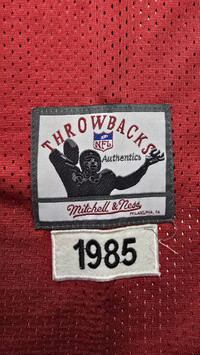 THROWBACKS
NFL
Authentics
Mitchell & Ness
PHILADELPHIA, PA
1985